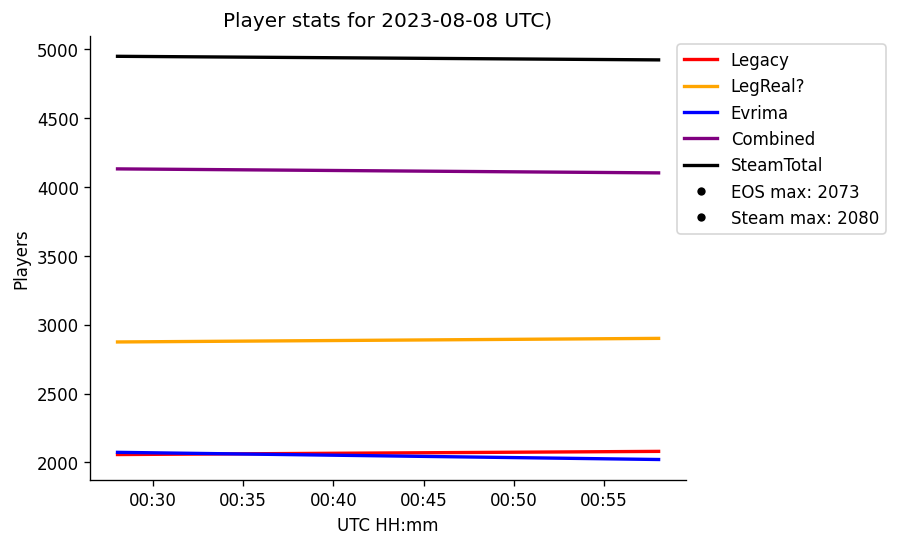 Player stats for 2023-08-08 UTC)
5000
4500
4000
3500
3000
2500
2000
Players
00:30 00:35 00:40 00:45 00:50 00:55
UTC HH:mm
Legacy
LegReal?
Evrima
Combined
SteamTotal
EOS max: 2073
Steam max: 2080